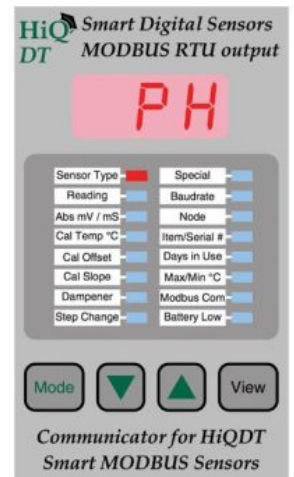 HiQ DT Smart Digital Sensors
MODBUS RTU output
PH
Sensor Type
Reading
Abs mV / mS
Cal Temp °C
Cal Offset
Cal Slope
Dampener
Step Change
Special
Baudrate
Node
Item/Serial #
Days in Use
Max/Min °C
Modbus Com
Battery Low
Mode
View
Communicator for HiQDT
Smart MODBUS Sensors